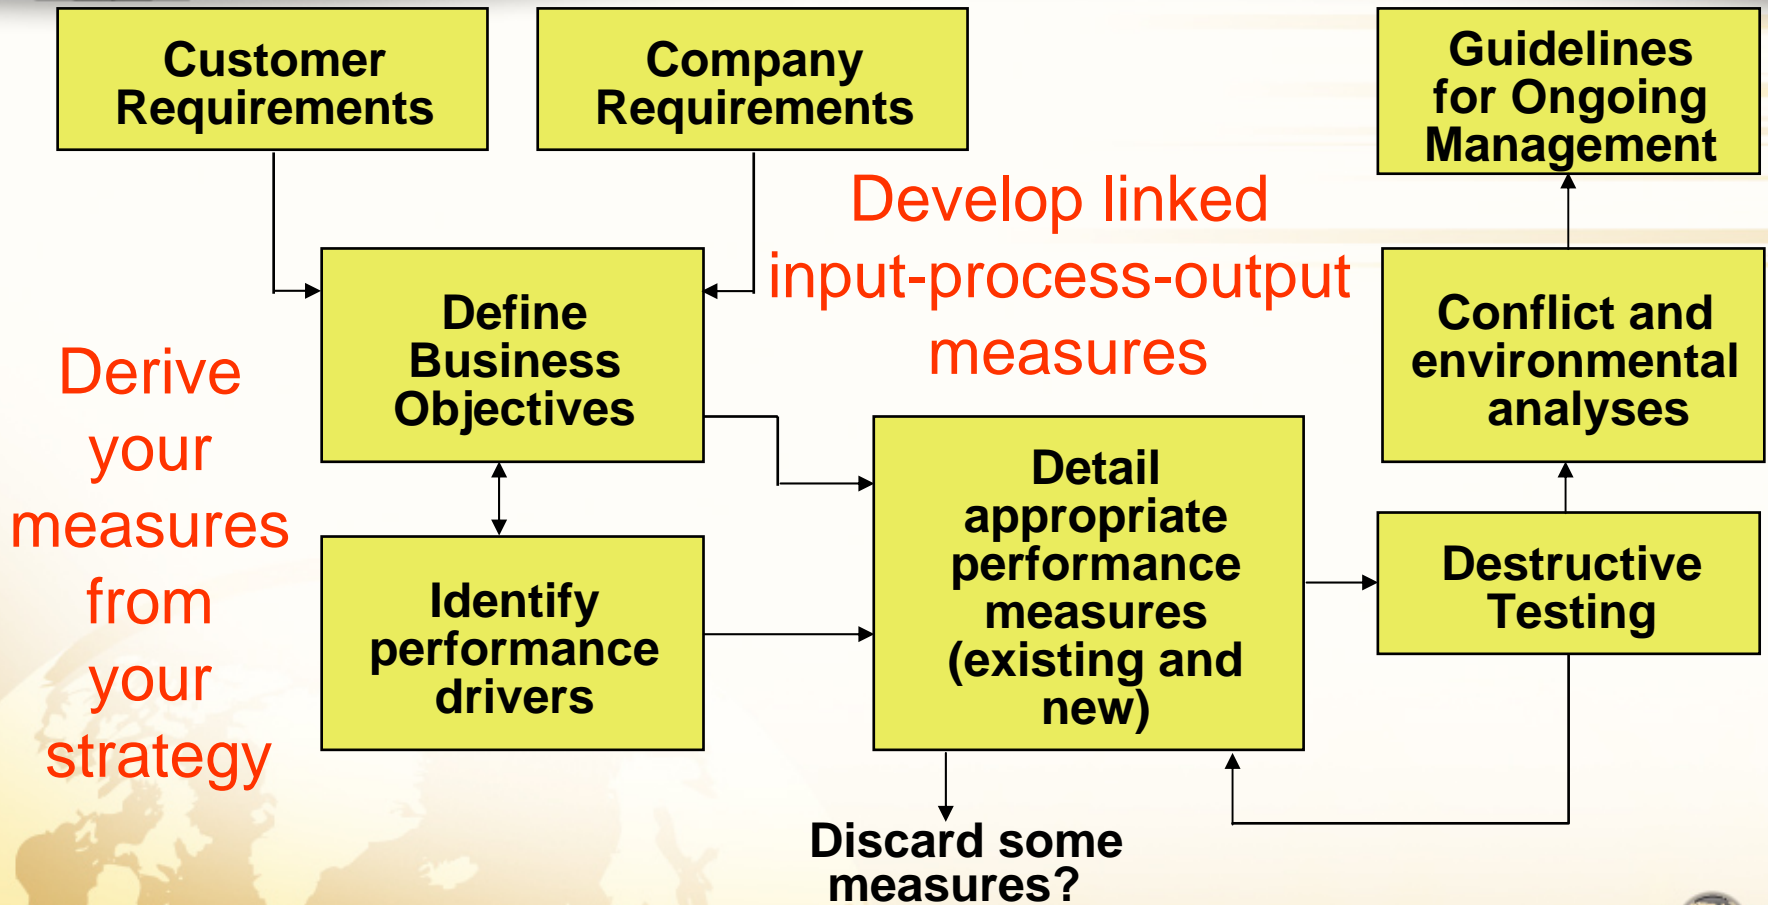 Customer
Requirements
Company
Requirements
Guidelines
for Ongoing
Management
Develop linked
input-process-output
measures
Define
Business
Objectives
Conflict and
environmental
analyses
Derive
your
measures
from
your
strategy
Identify
performance
drivers
Detail
appropriate
performance
measures
(existing and
new)
Destructive
Testing
Discard some
measures?